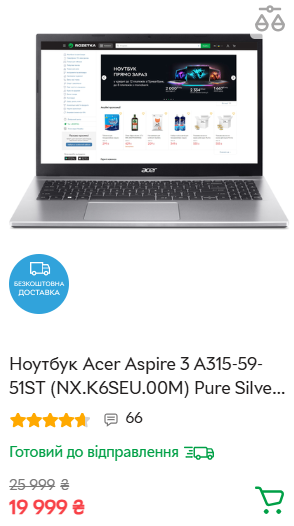 ROZETKA
НОУТБУК
ПРЯМО ЗАРАЗ
acer
БЕЗКОШТОВНА
ДОСТАВКА
Ноутбук Acer Aspire 3 A315-59-
51ST (NX.K6SEU.00M) Pure Silve...
66
Готовий до відправлення
25 999 ₴
19 999 ₴